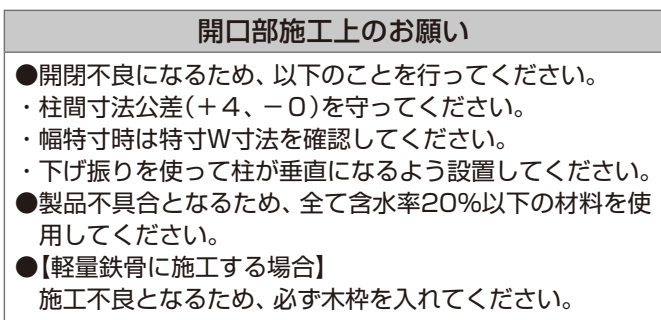 開口部施工上のお願い
●開閉不良になるため、以下のことを行ってください。
・柱間寸法公差(＋4、－0)を守ってください。
・幅特寸時は特寸W寸法を確認してください。
・下げ振りを使って柱が垂直になるよう設置してください。
●製品不具合となるため、全て含水率20%以下の材料を使
用してください。
●【軽量鉄骨に施工する場合】
施工不良となるため、必ず木枠を入れてください。